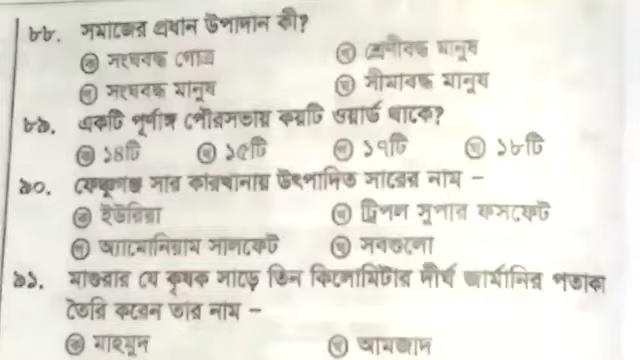 ৮৮. সমাজের প্রধান উপাদান কী?
ক সংঘবদ্ধ গোত্র খ শ্রেণীবদ্ধ মানুষ
গ সংঘবদ্ধ মানুষ ঘ সীমাবদ্ধ মানুষ
৮৯. একটি পূর্ণাঙ্গ পৌরসভায় কয়টি ওয়ার্ড থাকে?
ক ১৪টি খ ১৫টি গ ১৭টি ঘ ১৮টি
৯০. ফেঞ্চুগঞ্জ সার কারখানায় উৎপাদিত সারের নাম –
ক ইউরিয়া খ ট্রিপল সুপার ফসফেট
গ অ্যামোনিয়াম সালফেট ঘ সবগুলো
৯১. মাগুরার যে কৃষক সাড়ে তিন কিলোমিটার দীর্ঘ জার্মানির পতাকা
তৈরি করেন তার নাম –
ক মাহমুন খ আমজাদ